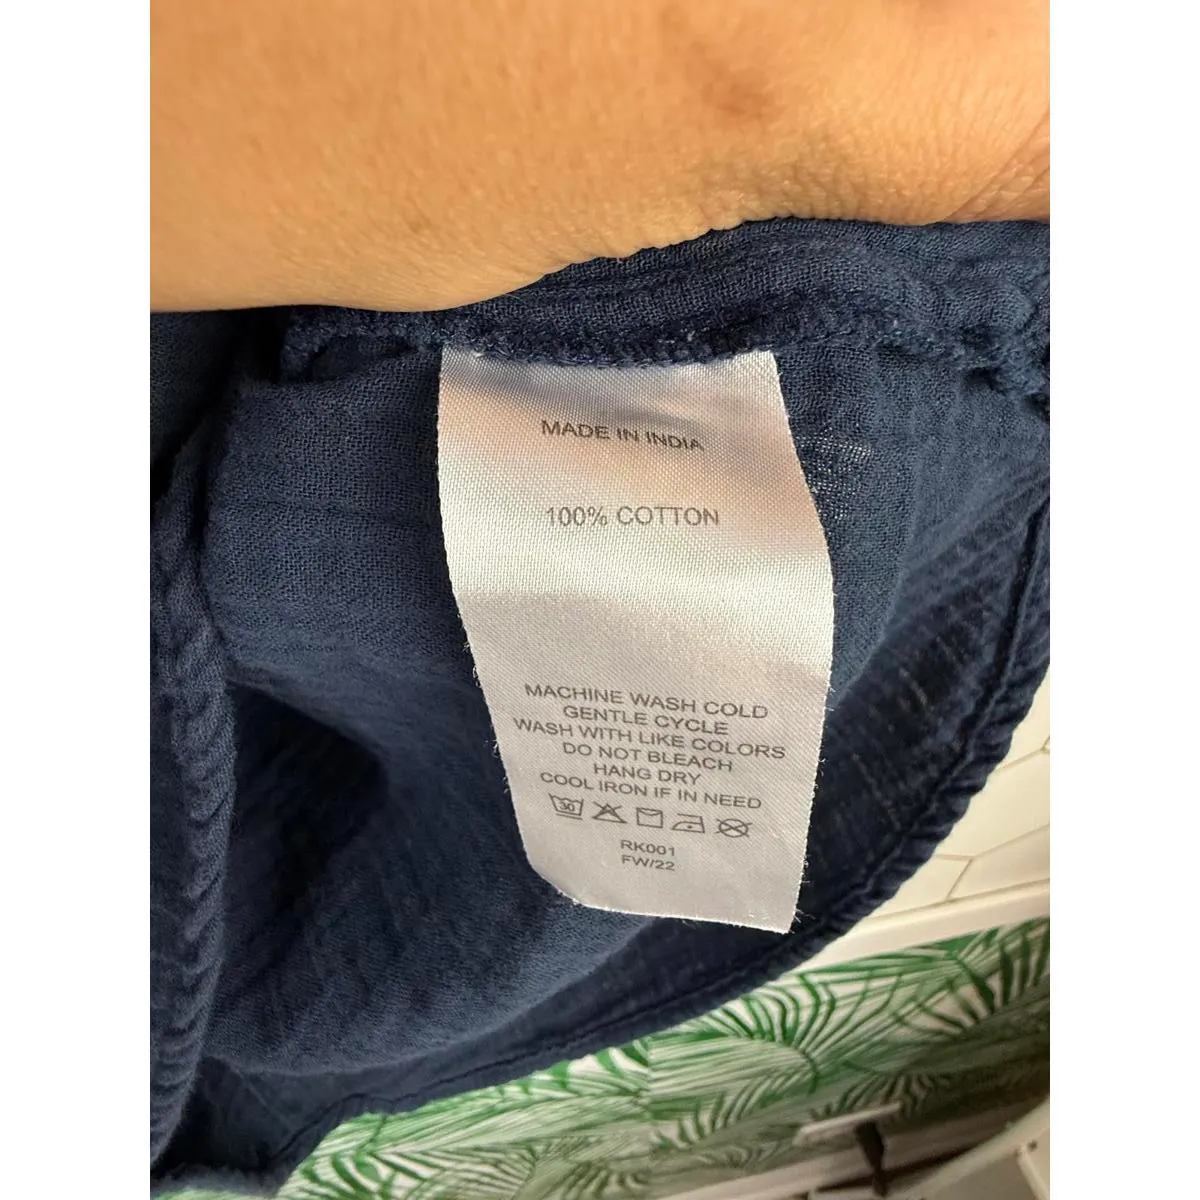 MADE IN INDIA
100% COTTON
MACHINE WASH COLD
GENTLE CYCLE
WASH WITH LIKE COLORS
DO NOT BLEACH
HANG DRY
COOL IRON IF IN NEED
30
RK001
FW/22